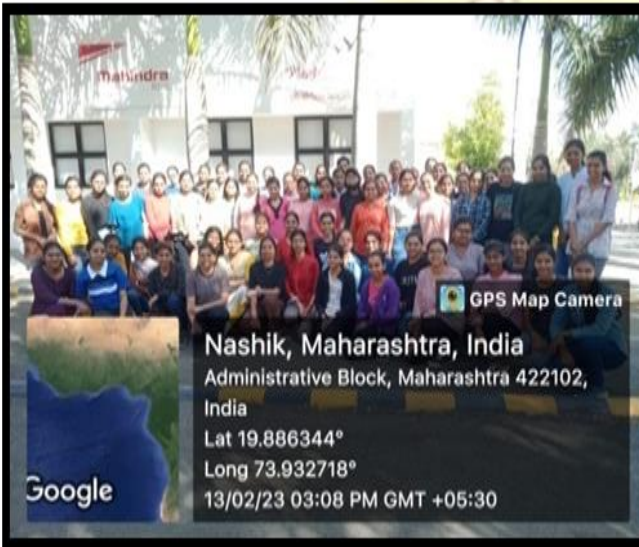 mahindra
GPS Map Camera
Nashik, Maharashtra, India
Administrative Block, Maharashtra 422102,
India
Lat 19.886344°
Long 73.932718°
13/02/23 03:08 PM GMT +05:30
Google